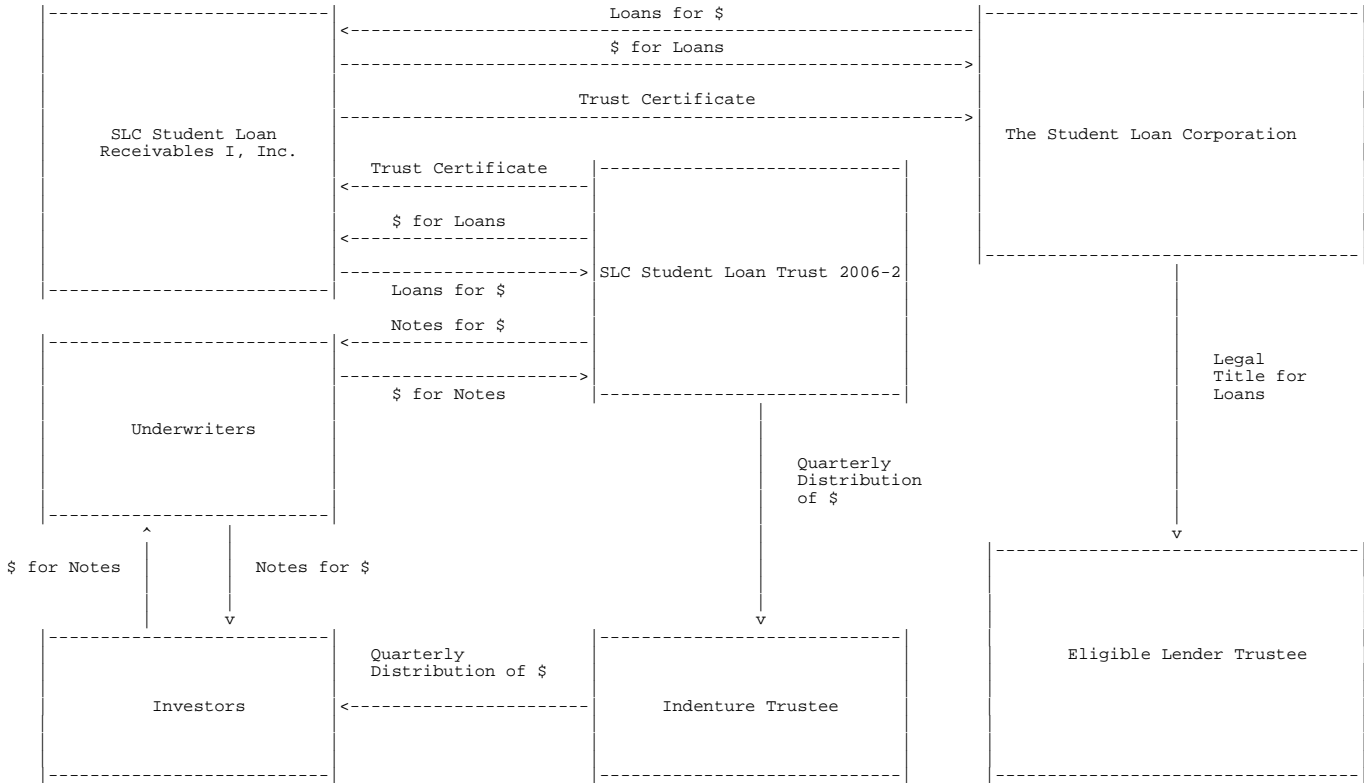 Loans for $
$ for Loans
Trust Certificate
SLC Student Loan
Receivables I, Inc.
The Student Loan Corporation
Trust Certificate
$ for Loans
SLC Student Loan Trust 2006-2
Loans for $
Notes for $
$ for Notes
Legal
Title for
Loans
Underwriters
Quarterly
Distribution
of $
$ for Notes
Notes for $
Quarterly
Distribution of $
Eligible Lender Trustee
Investors
Indenture Trustee